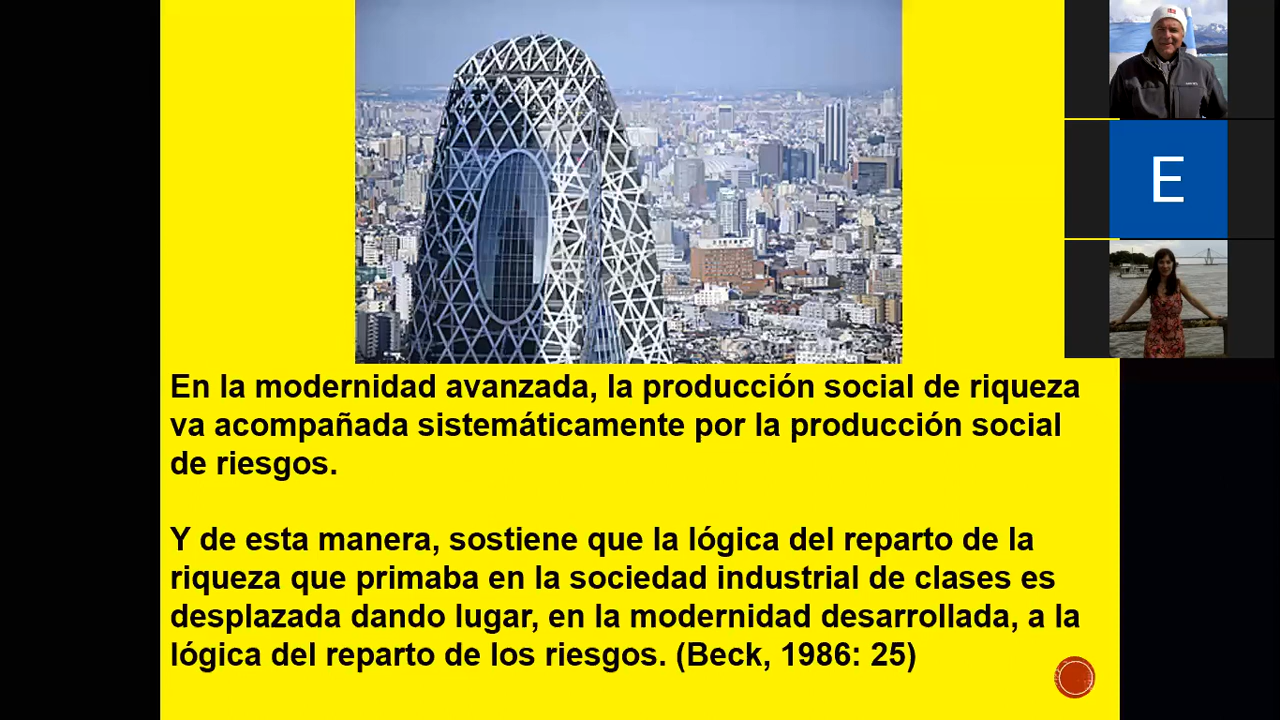 E
En la modernidad avanzada, la producción social de riqueza
va acompañada sistemáticamente por la producción social
de riesgos.
Y de esta manera, sostiene que la lógica del reparto de la
riqueza que primaba en la sociedad industrial de clases es
desplazada dando lugar, en la modernidad desarrollada, a la
lógica del reparto de los riesgos. (Beck, 1986: 25)